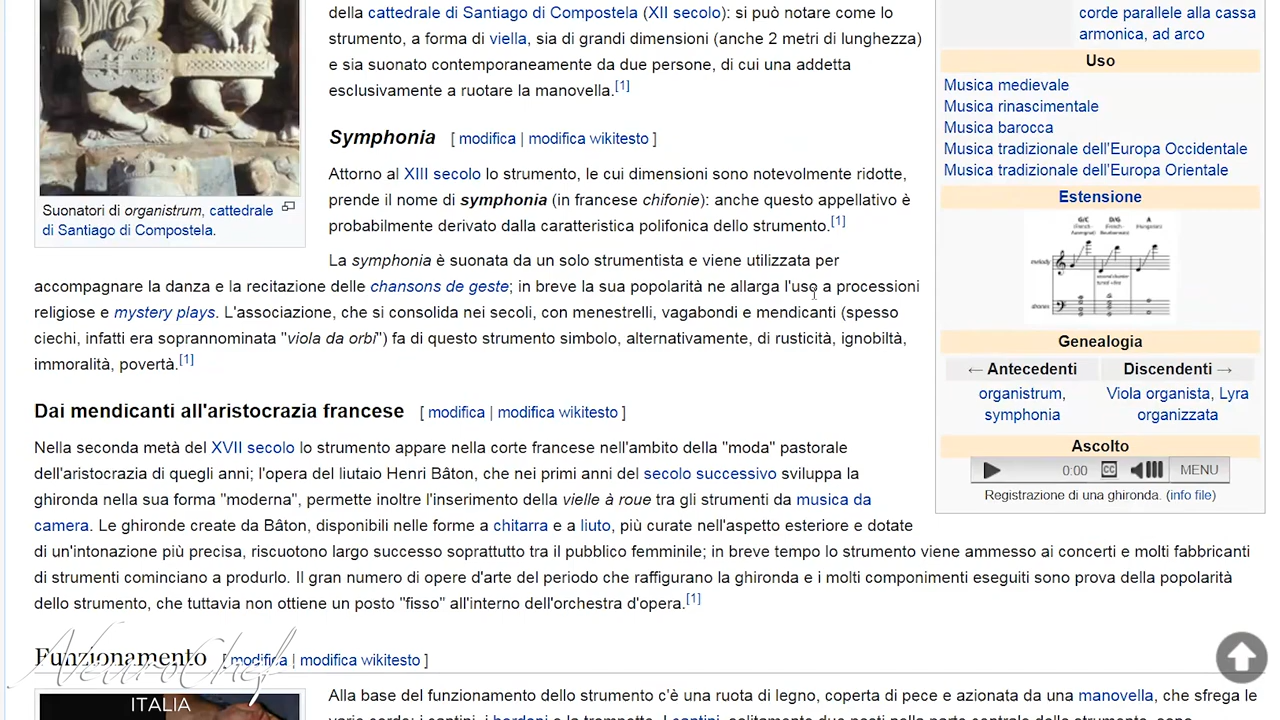 della cattedrale di Santiago di Compostela (XII secolo): si può notare come lo
strumento, a forma di viella, sia di grandi dimensioni (anche 2 metri di lunghezza)
e sia suonato contemporaneamente da due persone, di cui una addetta
esclusivamente a ruotare la manovella.[1]
Suonatori di organistrum, cattedrale
di Santiago di Compostela.
Symphonia [ modifica | modifica wikitesto ]
Attorno al XIII secolo lo strumento, le cui dimensioni sono notevolmente ridotte,
prende il nome di symphonia (in francese chifonie): anche questo appellativo è
probabilmente derivato dalla caratteristica polifonica dello strumento.[1]
La symphonia è suonata da un solo strumentista e viene utilizzata per
accompagnare la danza e la recitazione delle chansons de geste; in breve la sua popolarità ne allarga l'uso a processioni
religiose e mystery plays. L'associazione, che si consolida nei secoli, con menestrelli, vagabondi e mendicanti (spesso
ciechi, infatti era soprannominata "viola da orbi") fa di questo strumento simbolo, alternativamente, di rusticità, ignobiltà,
immoralità, povertà.[1]
Dai mendicanti all'aristocrazia francese [ modifica | modifica wikitesto ]
Nella seconda metà del XVII secolo lo strumento appare nella corte francese nell'ambito della "moda" pastorale
dell'aristocrazia di quegli anni; l'opera del liutaio Henri Bâton, che nei primi anni del secolo successivo sviluppa la
ghironda nella sua forma "moderna", permette inoltre l'inserimento della vielle à roue tra gli strumenti da musica da
camera. Le ghironde create da Bâton, disponibili nelle forme a chitarra e a liuto, più curate nell'aspetto esteriore e dotate
di un'intonazione più precisa, riscuotono largo successo soprattutto tra il pubblico femminile; in breve tempo lo strumento viene ammesso ai concerti e molti fabbricanti
di strumenti cominciano a produrlo. Il gran numero di opere d'arte del periodo che raffigurano la ghironda e i molti componimenti eseguiti sono prova della popolarità
dello strumento, che tuttavia non ottiene un posto "fisso" all'interno dell'orchestra d'opera.[1]
Funzionamento [ modifica | modifica wikitesto ]
NeuroChef
ITALIA
Alla base del funzionamento dello strumento c'è una ruota di legno, coperta di pece e azionata da una manovella, che sfrega le
corde parallele alla cassa
armonica, ad arco
Uso
Musica medievale
Musica rinascimentale
Musica barocca
Musica tradizionale dell'Europa Occidentale
Musica tradizionale dell'Europa Orientale
Estensione
G/C D/G A
melody
drones
Genealogia
← Antecedenti Discendenti →
organistrum, Viola organista, Lyra
symphonia organizzata
Ascolto
0:00 CC MENU
Registrazione di una ghironda. (info file)